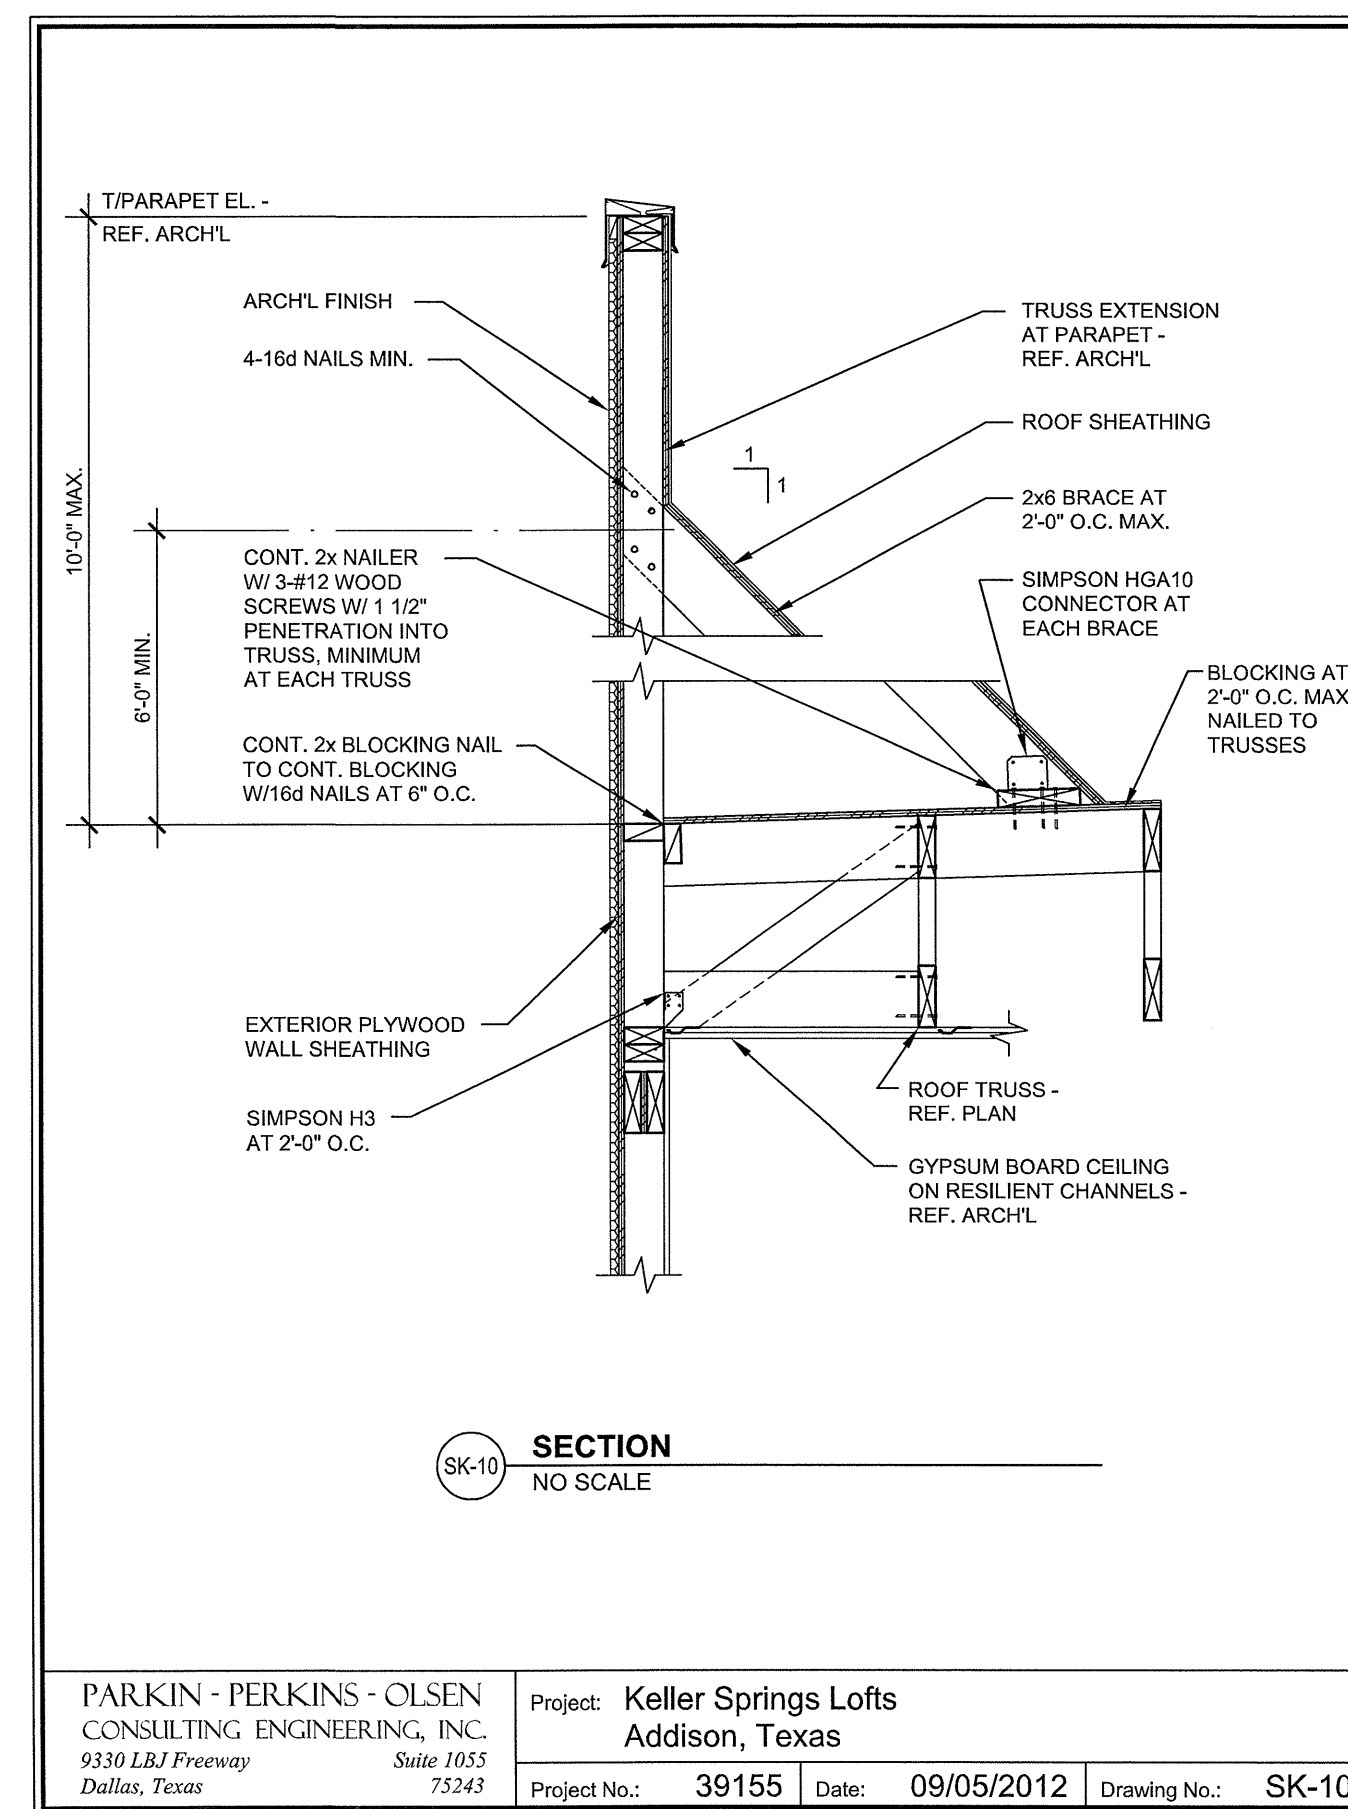 T/PARAPET EL. -
REF. ARCH'L
ARCH'L FINISH
4-16d NAILS MIN.
10'-0" MAX.
6'-0" MIN.
CONT. 2x NAILER
W/ 3-#12 WOOD
SCREWS W/ 1 1/2"
PENETRATION INTO
TRUSS, MINIMUM
AT EACH TRUSS
CONT. 2x BLOCKING NAIL
TO CONT. BLOCKING
W/16d NAILS AT 6" O.C.
EXTERIOR PLYWOOD
WALL SHEATHING
SIMPSON H3
AT 2'-0" O.C.
1
1
TRUSS EXTENSION
AT PARAPET -
REF. ARCH'L
ROOF SHEATHING
2x6 BRACE AT
2'-0" O.C. MAX.
SIMPSON HGA10
CONNECTOR AT
EACH BRACE
BLOCKING AT
2'-0" O.C. MAX
NAILED TO
TRUSSES
ROOF TRUSS -
REF. PLAN
GYPSUM BOARD CEILING
ON RESILIENT CHANNELS -
REF. ARCH'L
SK-10
SECTION
NO SCALE
PARKIN - PERKINS - OLSEN
CONSULTING ENGINEERING, INC.
9330 LBJ Freeway Suite 1055
Dallas, Texas 75243
Project: Keller Springs Lofts
Addison, Texas
Project No.: 39155 Date: 09/05/2012 Drawing No.: SK-10